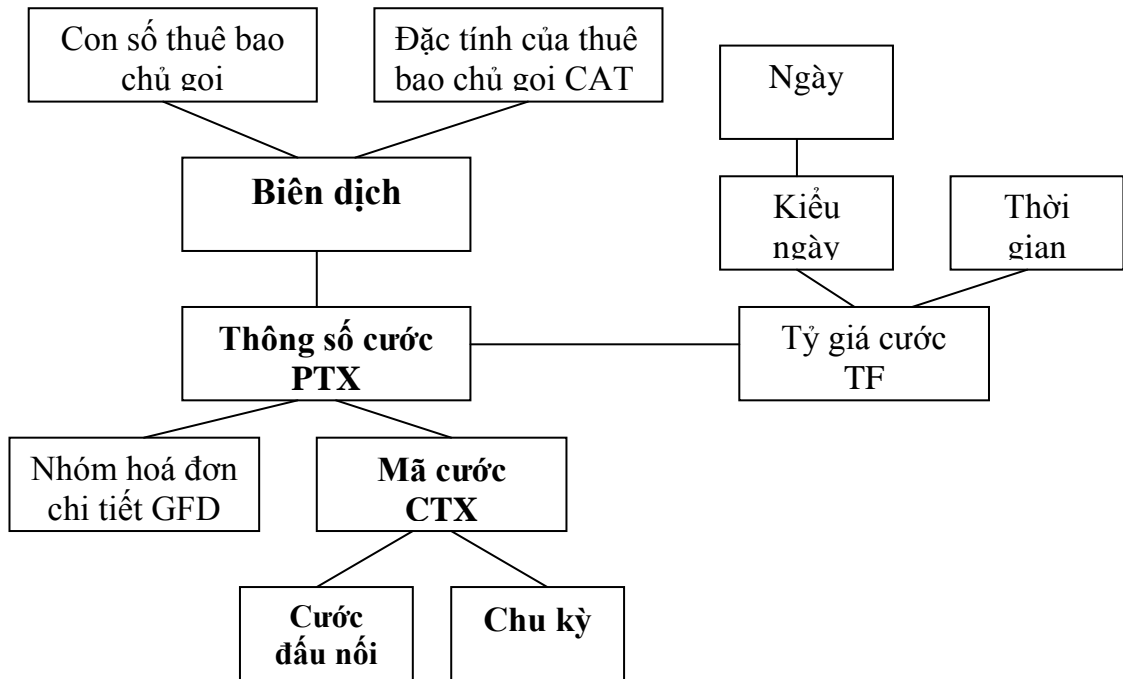 Con số thuê bao
chủ gọi
Đặc tính của thuê
bao chủ gọi CAT
Ngày
Biên dịch
Kiểu
ngày
Thời
gian
Thông số cước
PTX
Tỷ giá cước
TF
Nhóm hoá đơn
chi tiết GFD
Mã cước
CTX
Cước
đấu nối
Chu kỳ